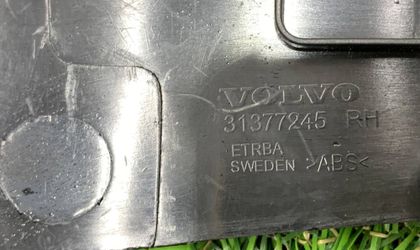 VOLVO
31377245 RH
ETRBA
SWEDEN >ABS<